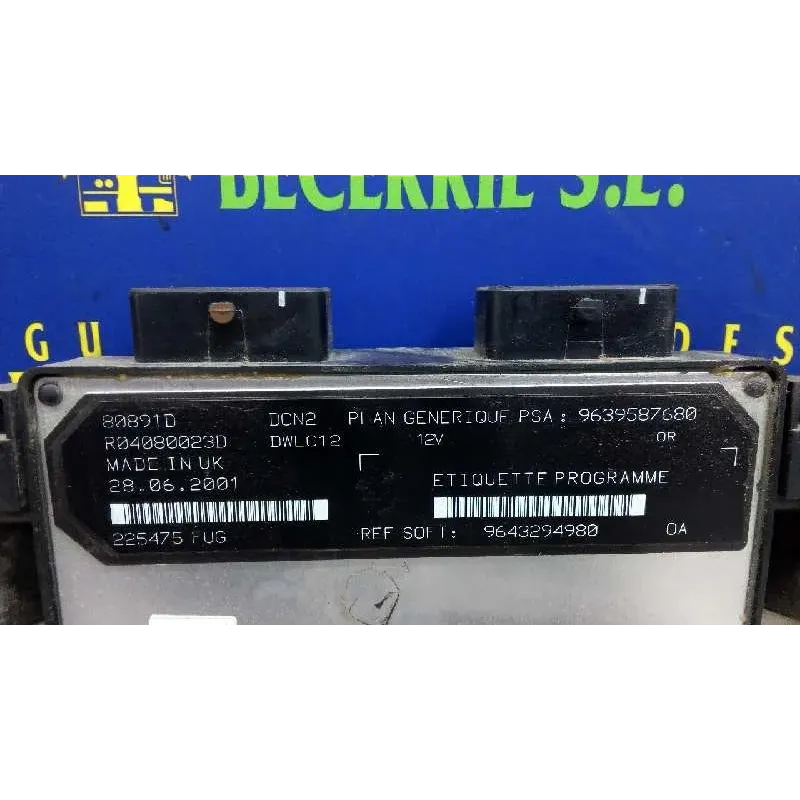 BECERRIL S.L.
G U
D E S
80891D DCN2 PLAN GENERIQUE PSA : 9639587680
R04080023D DWLC12 12V OR
MADE IN UK
28.06.2001 ETIQUETTE PROGRAMME
225475 FUG REF SOFT: 9643294980 0A